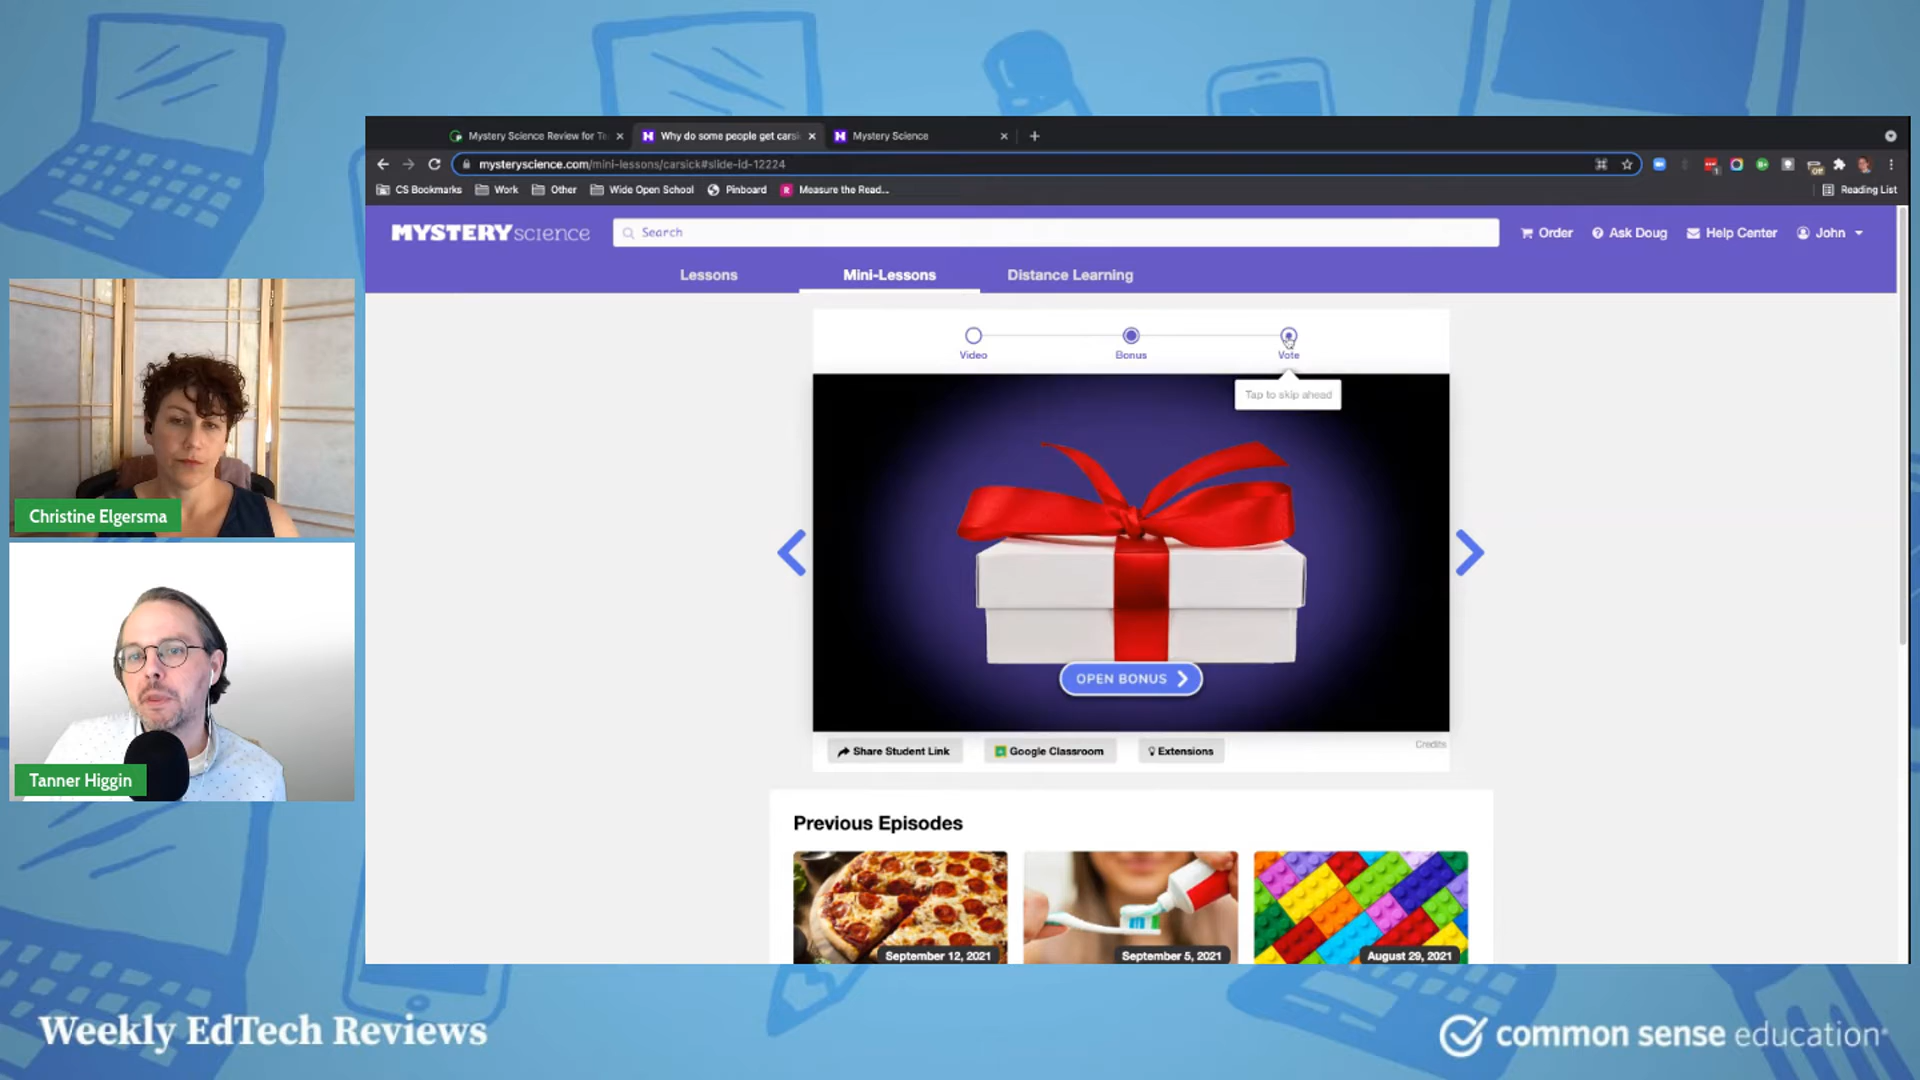 Mystery Science Review for Te
Why do some people get carsi
Mystery Science
mysteryscience.com/mini-lessons/carsick#slide-id-12224
CS Bookmarks
Work
Other
Wide Open School
Pinboard
Measure the Read...
Reading List
MYSTERY science
Search
Order
Ask Doug
Help Center
John
Lessons
Mini-Lessons
Distance Learning
Video
Bonus
Vote
Tap to skip ahead
OPEN BONUS
Share Student Link
Google Classroom
Extensions
Credits
Previous Episodes
September 12, 2021
September 5, 2021
August 29, 2021
Christine Elgersma
Tanner Higgin
Weekly EdTech Reviews
common sense education